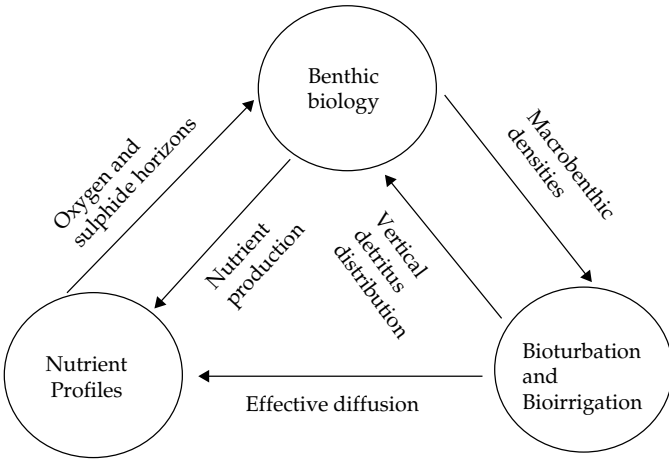 Benthic
biology
Oxygen and
sulphide horizons
Macrobenthic
densities
Nutrient
production
Vertical
detritus
distribution
Nutrient
Profiles
Bioturbation
and
Bioirrigation
Effective diffusion